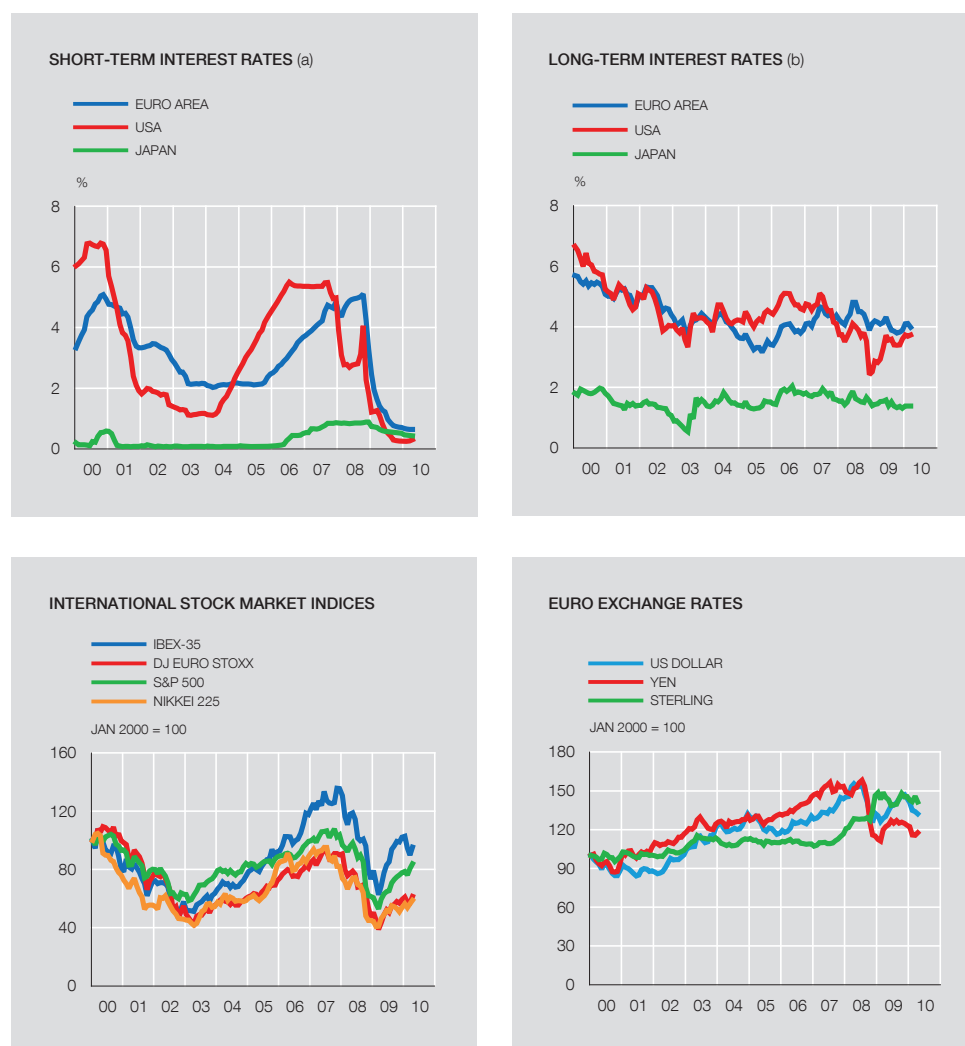 SHORT-TERM INTEREST RATES (a)
EURO AREA
USA
JAPAN
%
8
6
4
2
0
00 01 02 03 04 05 06 07 08 09 10
LONG-TERM INTEREST RATES (b)
EURO AREA
USA
JAPAN
%
8
6
4
2
0
00 01 02 03 04 05 06 07 08 09 10
INTERNATIONAL STOCK MARKET INDICES
IBEX-35
DJ EURO STOXX
S&P 500
NIKKEI 225
JAN 2000 = 100
160
120
80
40
0
00 01 02 03 04 05 06 07 08 09 10
EURO EXCHANGE RATES
US DOLLAR
YEN
STERLING
JAN 2000 = 100
180
150
120
90
60
30
0
00 01 02 03 04 05 06 07 08 09 10